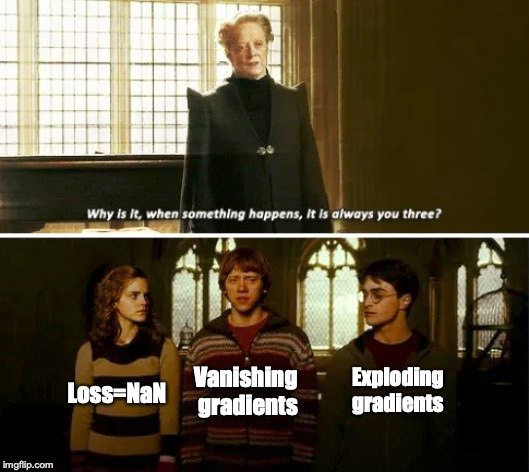 Why is it, when something happens, it is always you three?
Loss=NaN
Vanishing
gradients
Exploding
gradients
imgflip.com